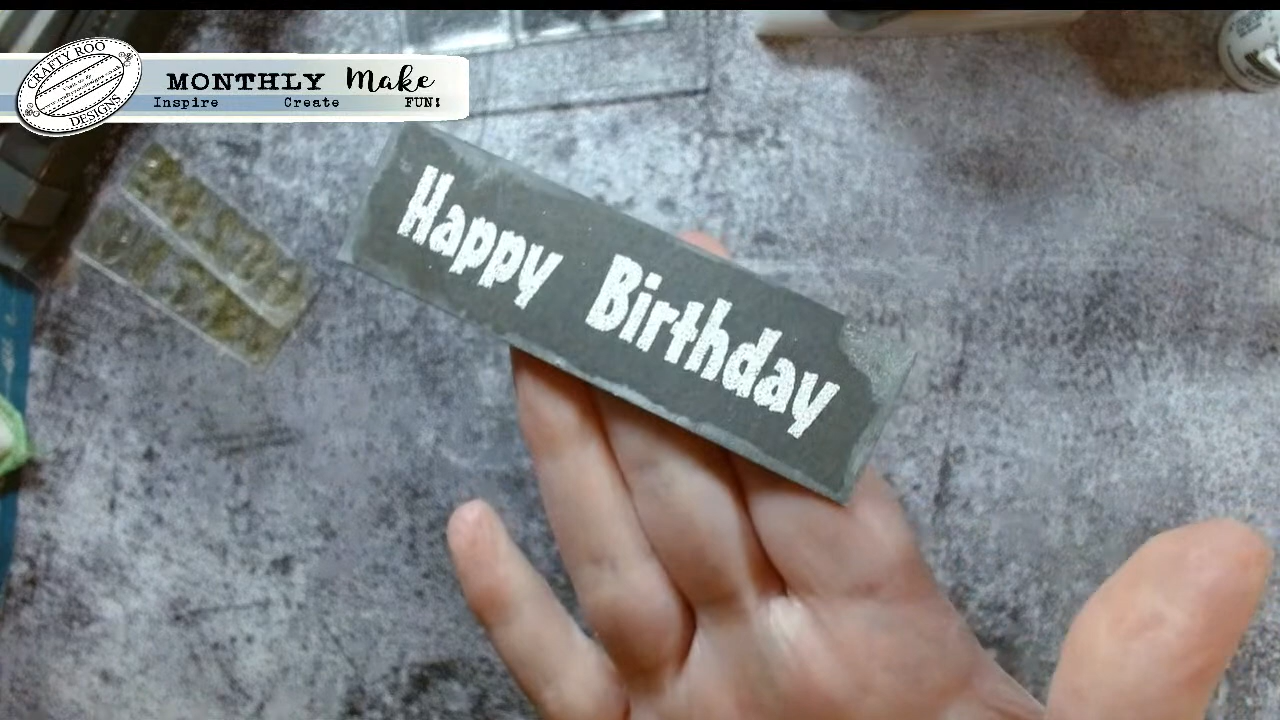 CRAFTY ROO
DESIGNS
MONTHLY Make
Inspire Create FUN!
Happy Birthday